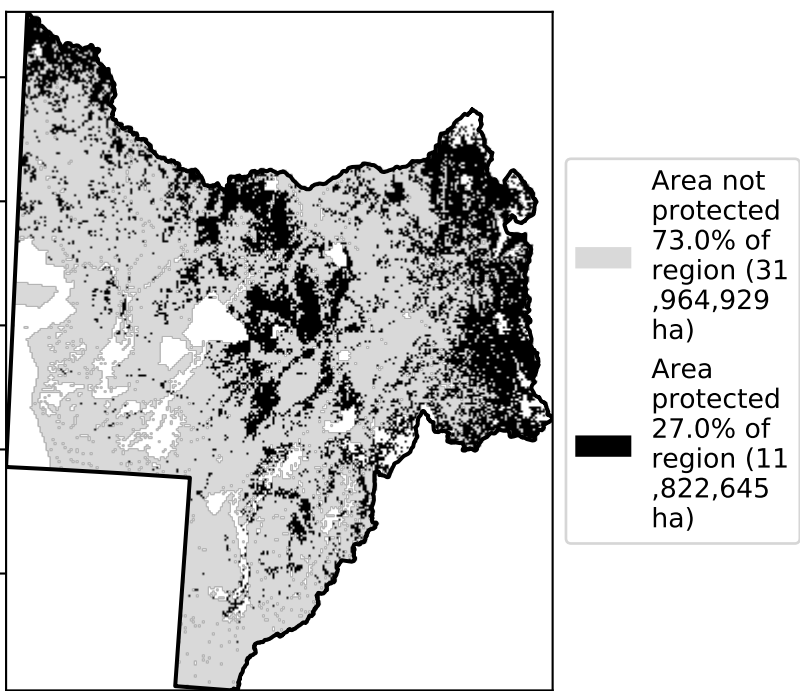 Area not
protected
73.0% of
region (31
,964,929
ha)
Area
protected
27.0% of
region (11
,822,645
ha)